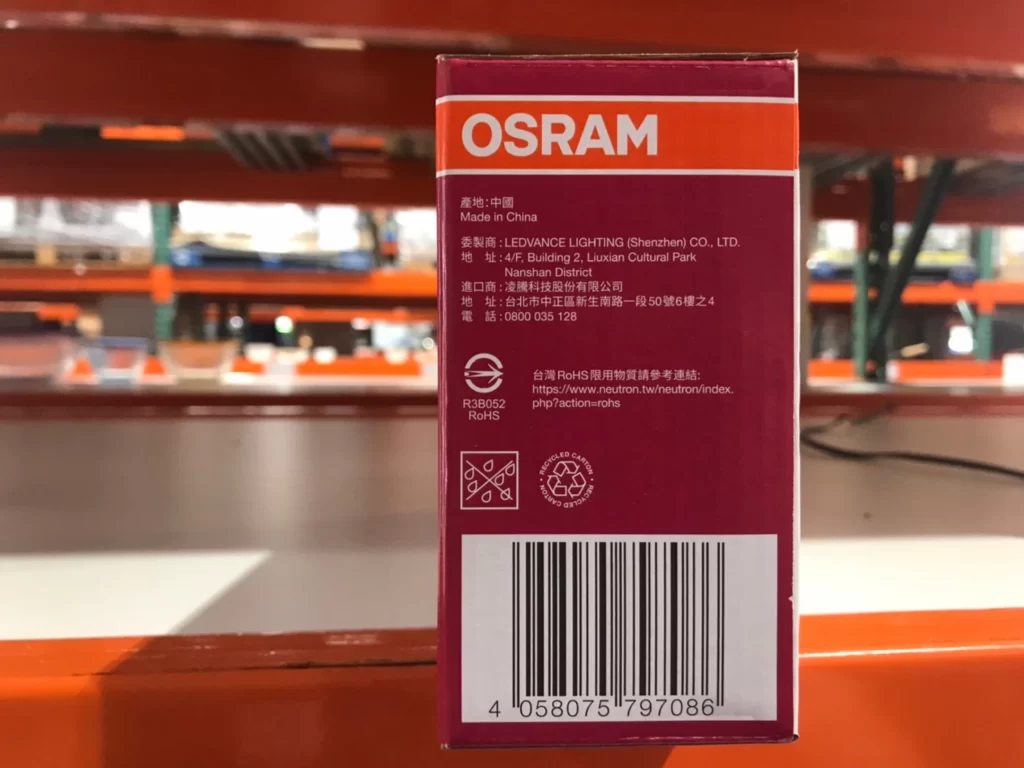 OSRAM
產地:中國
Made in China
委製商:LEDVANCE LIGHTING (Shenzhen) CO., LTD.
地 址:4/F, Building 2, Liuxian Cultural Park
Nanshan District
進口商:凌騰科技股份有限公司
地 址:台北市中正區新生南路一段50號6樓之4
電 話:0800 035 128
台灣RoHS限用物質請參考連結:
https://www.neutron.tw/neutron/index.
php?action=rohs
R3B052
RoHS
RECYCLED CARTON • RECYCLED CARTON •
4 058075 797086